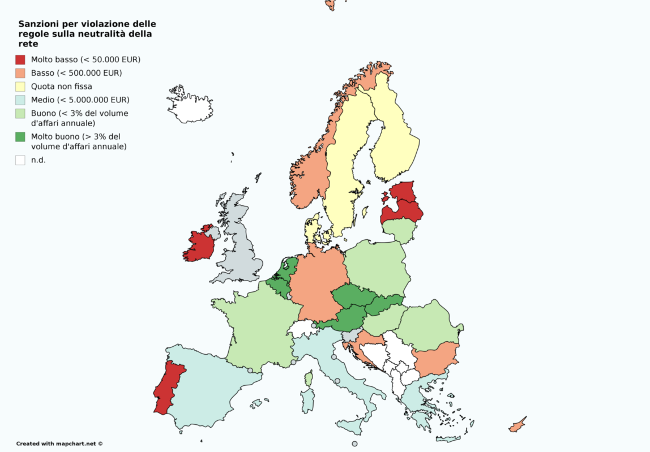 Sanzioni per violazione delle
regole sulla neutralità della
rete
Molto basso (< 50.000 EUR)
Basso (< 500.000 EUR)
Quota non fissa
Medio (< 5.000.000 EUR)
Buono (< 3% del volume
d'affari annuale)
Molto buono (> 3% del
volume d'affari annuale)
n.d.
Created with mapchart.net ©